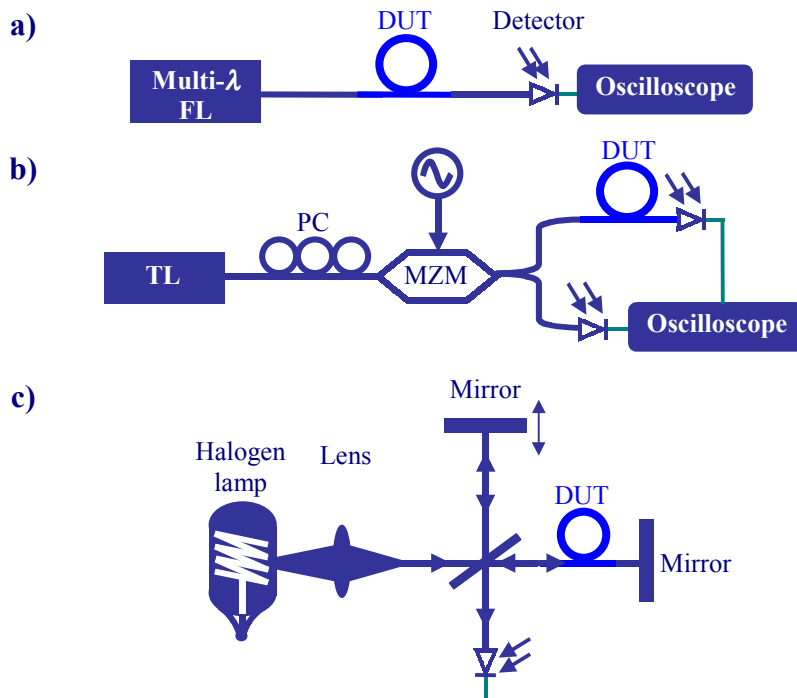 a)
DUT
Detector
Multi-λ
FL
Oscilloscope
b)
DUT
PC
TL
MZM
Oscilloscope
c)
Mirror
Halogen
lamp
Lens
DUT
Mirror